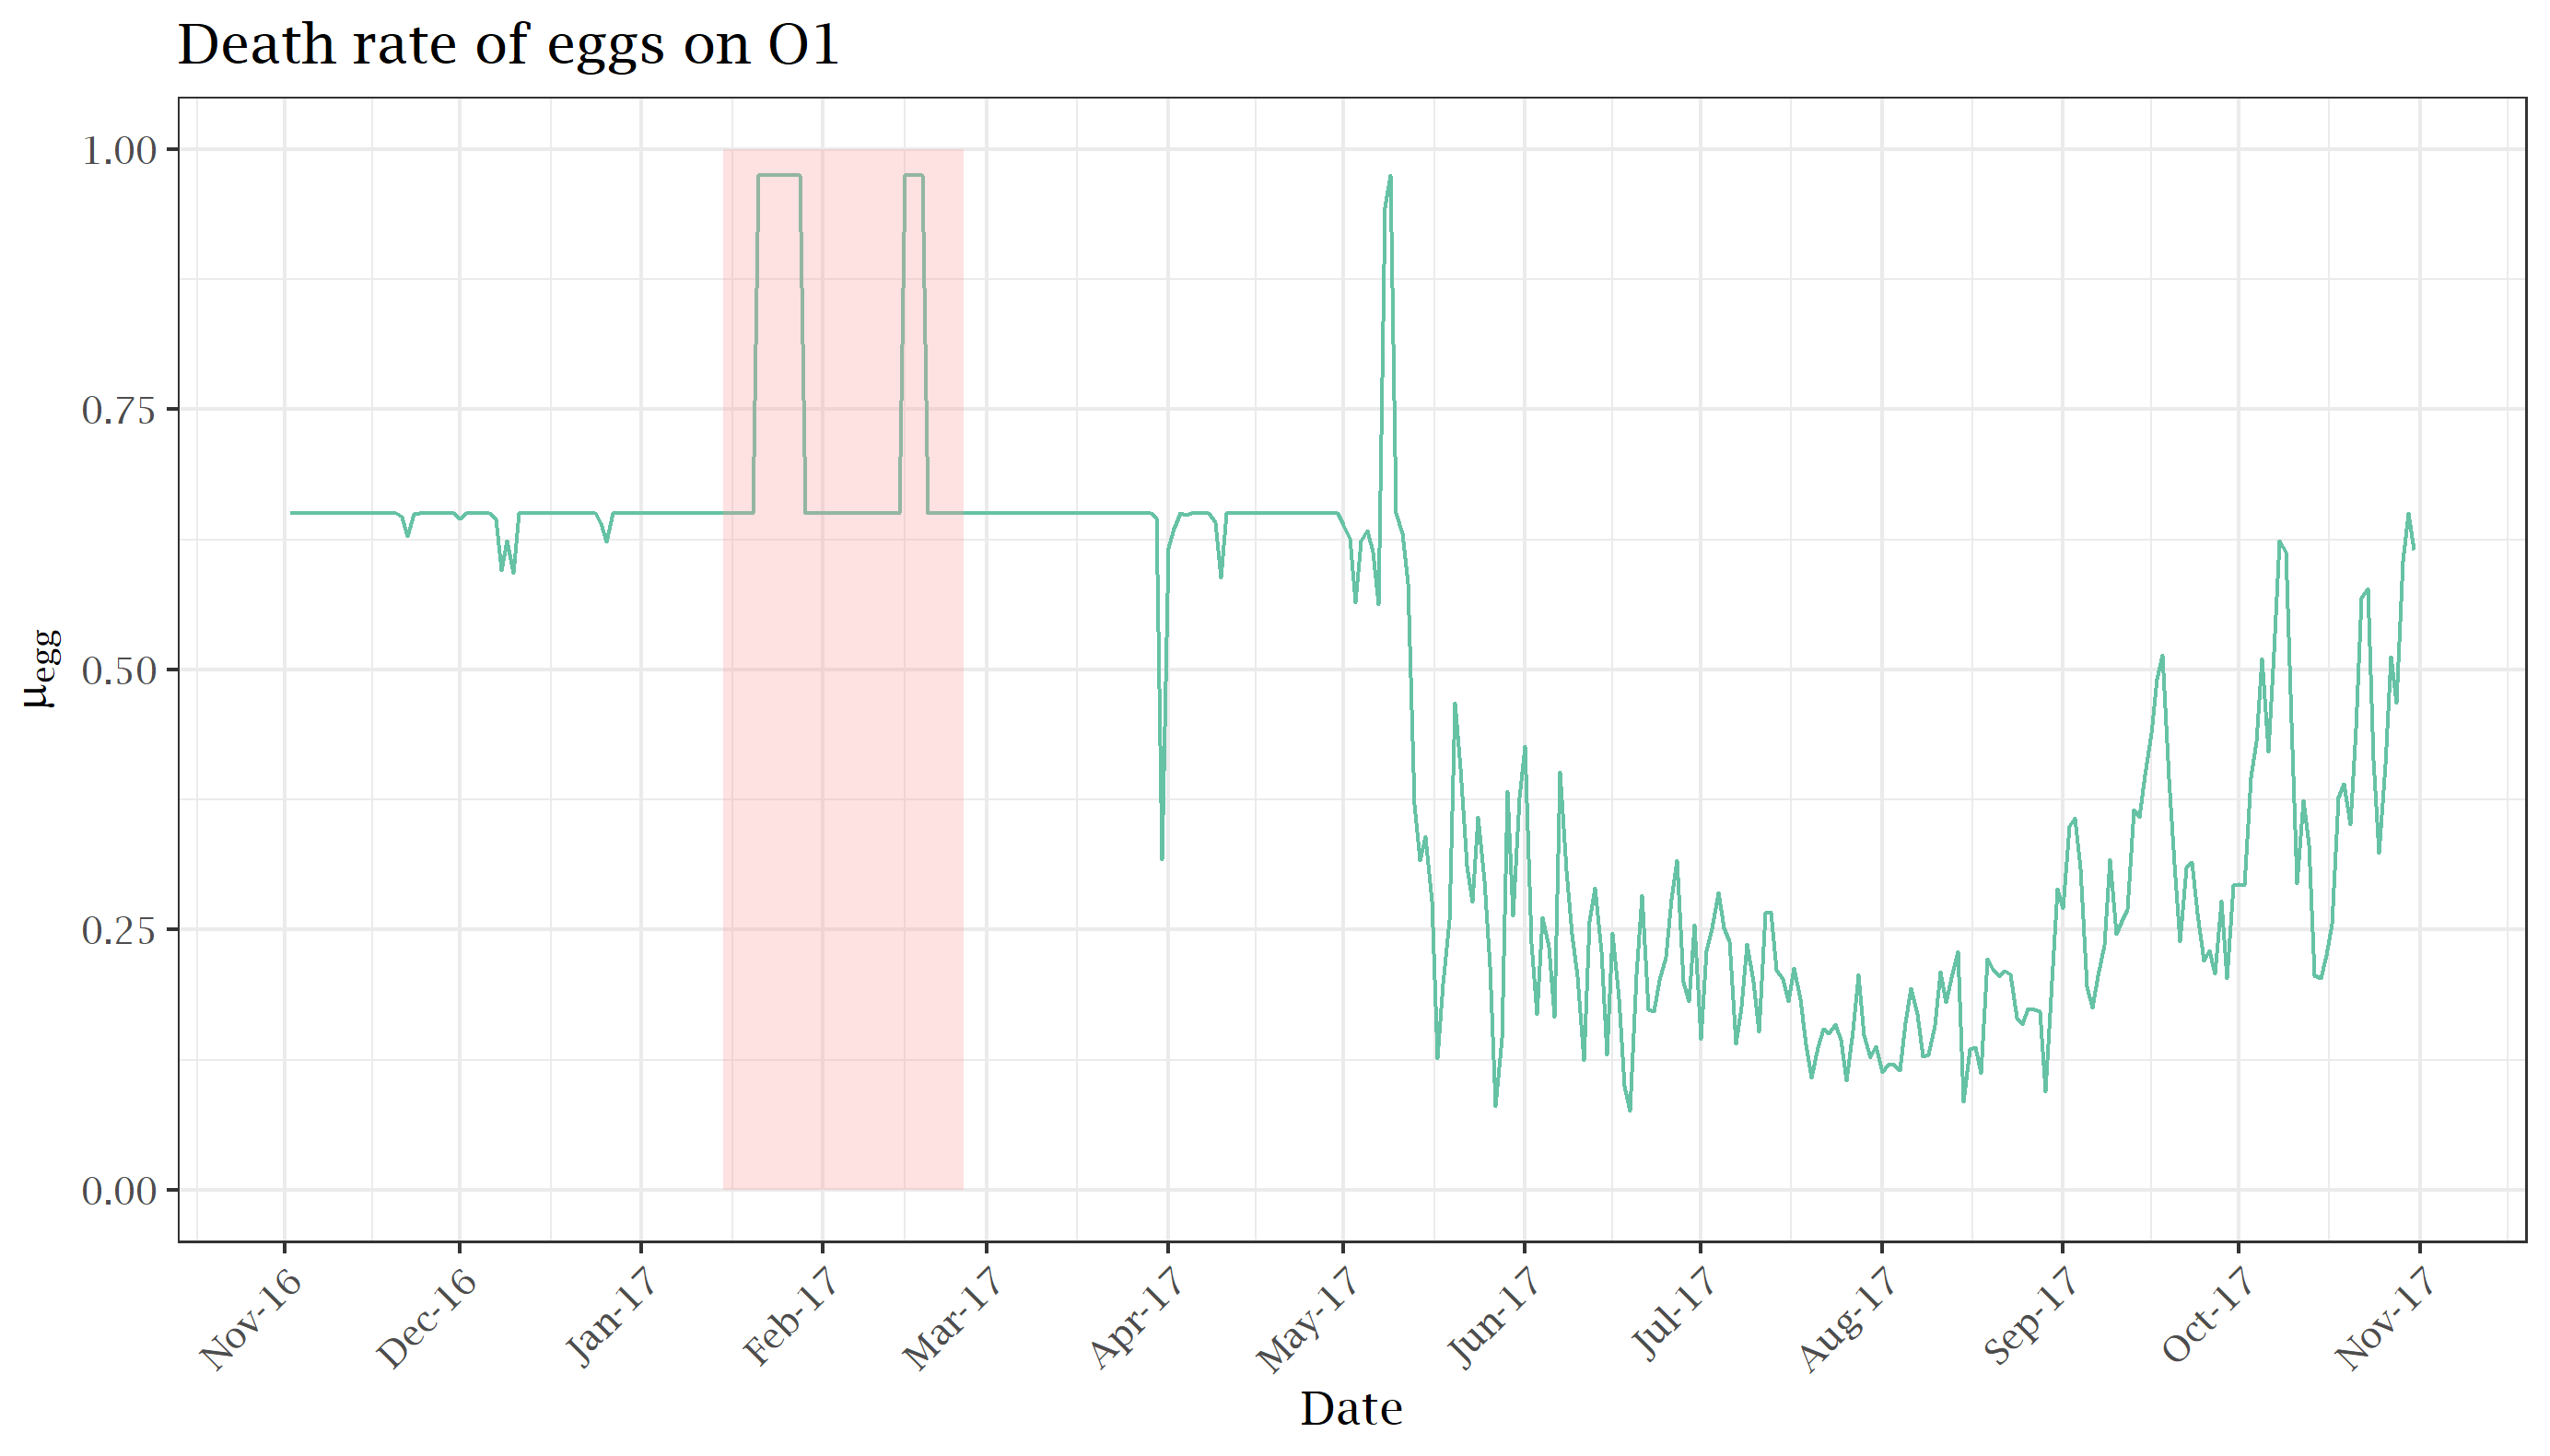 Death rate of eggs on O1
1.00
0.75
0.50
0.25
0.00
μegg
Nov-16
Dec-16
Jan-17
Feb-17
Mar-17
Apr-17
May-17
Jun-17
Jul-17
Aug-17
Sep-17
Oct-17
Nov-17
Date